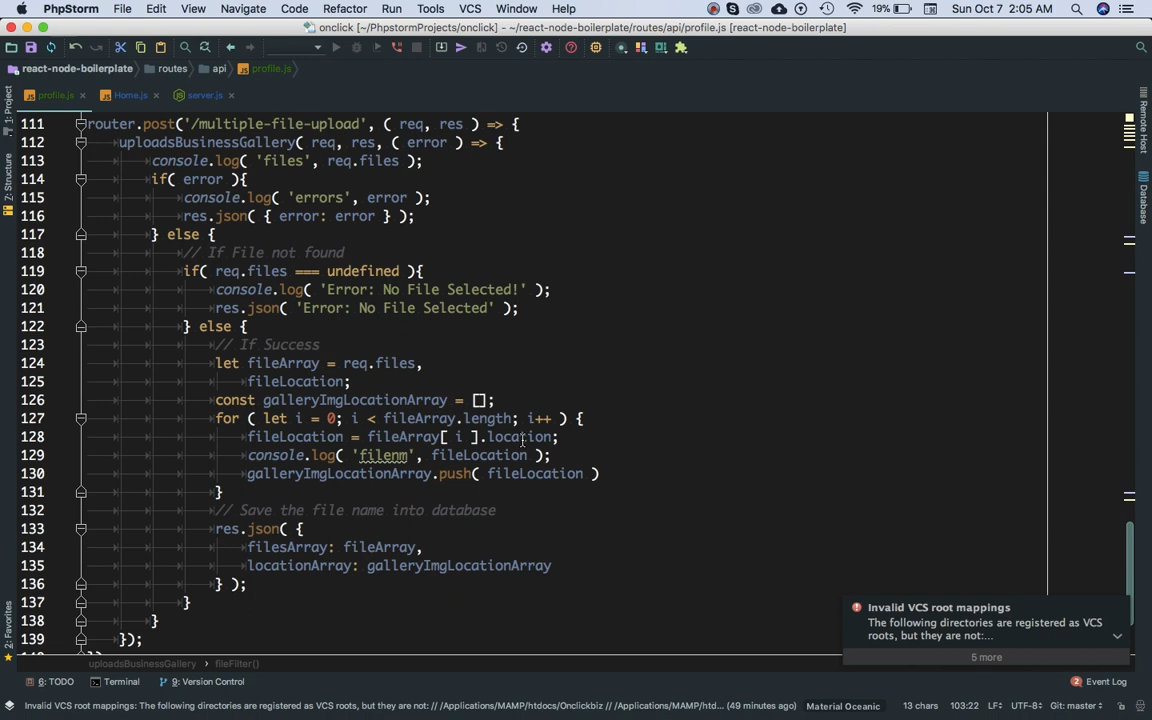 PhpStorm File Edit View Navigate Code Refactor Run Tools VCS Window Help 19% Sun Oct 7 2:05 AM
onclick [~/PhpstormProjects/onclick] - ~/react-node-boilerplate/routes/api/profile.js [react-node-boilerplate]
react-node-boilerplate routes api profile.js
profile.js Home.js server.js
1: Project
Z: Structure
2: Favorites
111 router.post('/multiple-file-upload', ( req, res ) => {
112 uploadsBusinessGallery( req, res, ( error ) => {
113 console.log( 'files', req.files );
114 if( error ){
115 console.log( 'errors', error );
116 res.json( { error: error } );
117 } else {
118 // If File not found
119 if( req.files === undefined ){
120 console.log( 'Error: No File Selected!' );
121 res.json( 'Error: No File Selected' );
122 } else {
123 // If Success
124 let fileArray = req.files,
125 fileLocation;
126 const galleryImgLocationArray = [];
127 for ( let i = 0; i < fileArray.length; i++ ) {
128 fileLocation = fileArray[ i ].location;
129 console.log( 'filenm', fileLocation );
130 galleryImgLocationArray.push( fileLocation )
131 }
132 // Save the file name into database
133 res.json( {
134 filesArray: fileArray,
135 locationArray: galleryImgLocationArray
136 } );
137 }
138 }
139 });
Remote Host
Database
Invalid VCS root mappings
The following directories are registered as VCS
roots, but they are not:...
5 more
uploadsBusinessGallery fileFilter()
6: TODO Terminal 9: Version Control 2 Event Log
Invalid VCS root mappings: The following directories are registered as VCS roots, but they are not: // /Applications/MAMP/htdocs/Onclickbiz // /Applications/MAMP/htd... (49 minutes ago) Material Oceanic 13 chars 103:22 LF÷ UTF-8÷ Git: master÷